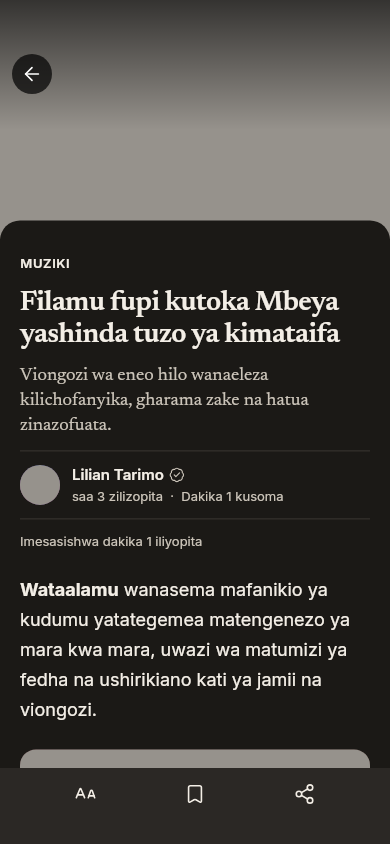 MUZIKI
Filamu fupi kutoka Mbeya
yashinda tuzo ya kimataifa
Viongozi wa eneo hilo wanaeleza
kilichofanyika, gharama zake na hatua
zinazofuata.
Lilian Tarimo
saa 3 zilizopita · Dakika 1 kusoma
Imesasishwa dakika 1 iliyopita
Wataalamu wanasema mafanikio ya
kudumu yatategemea matengenezo ya
mara kwa mara, uwazi wa matumizi ya
fedha na ushirikiano kati ya jamii na
viongozi.
AA